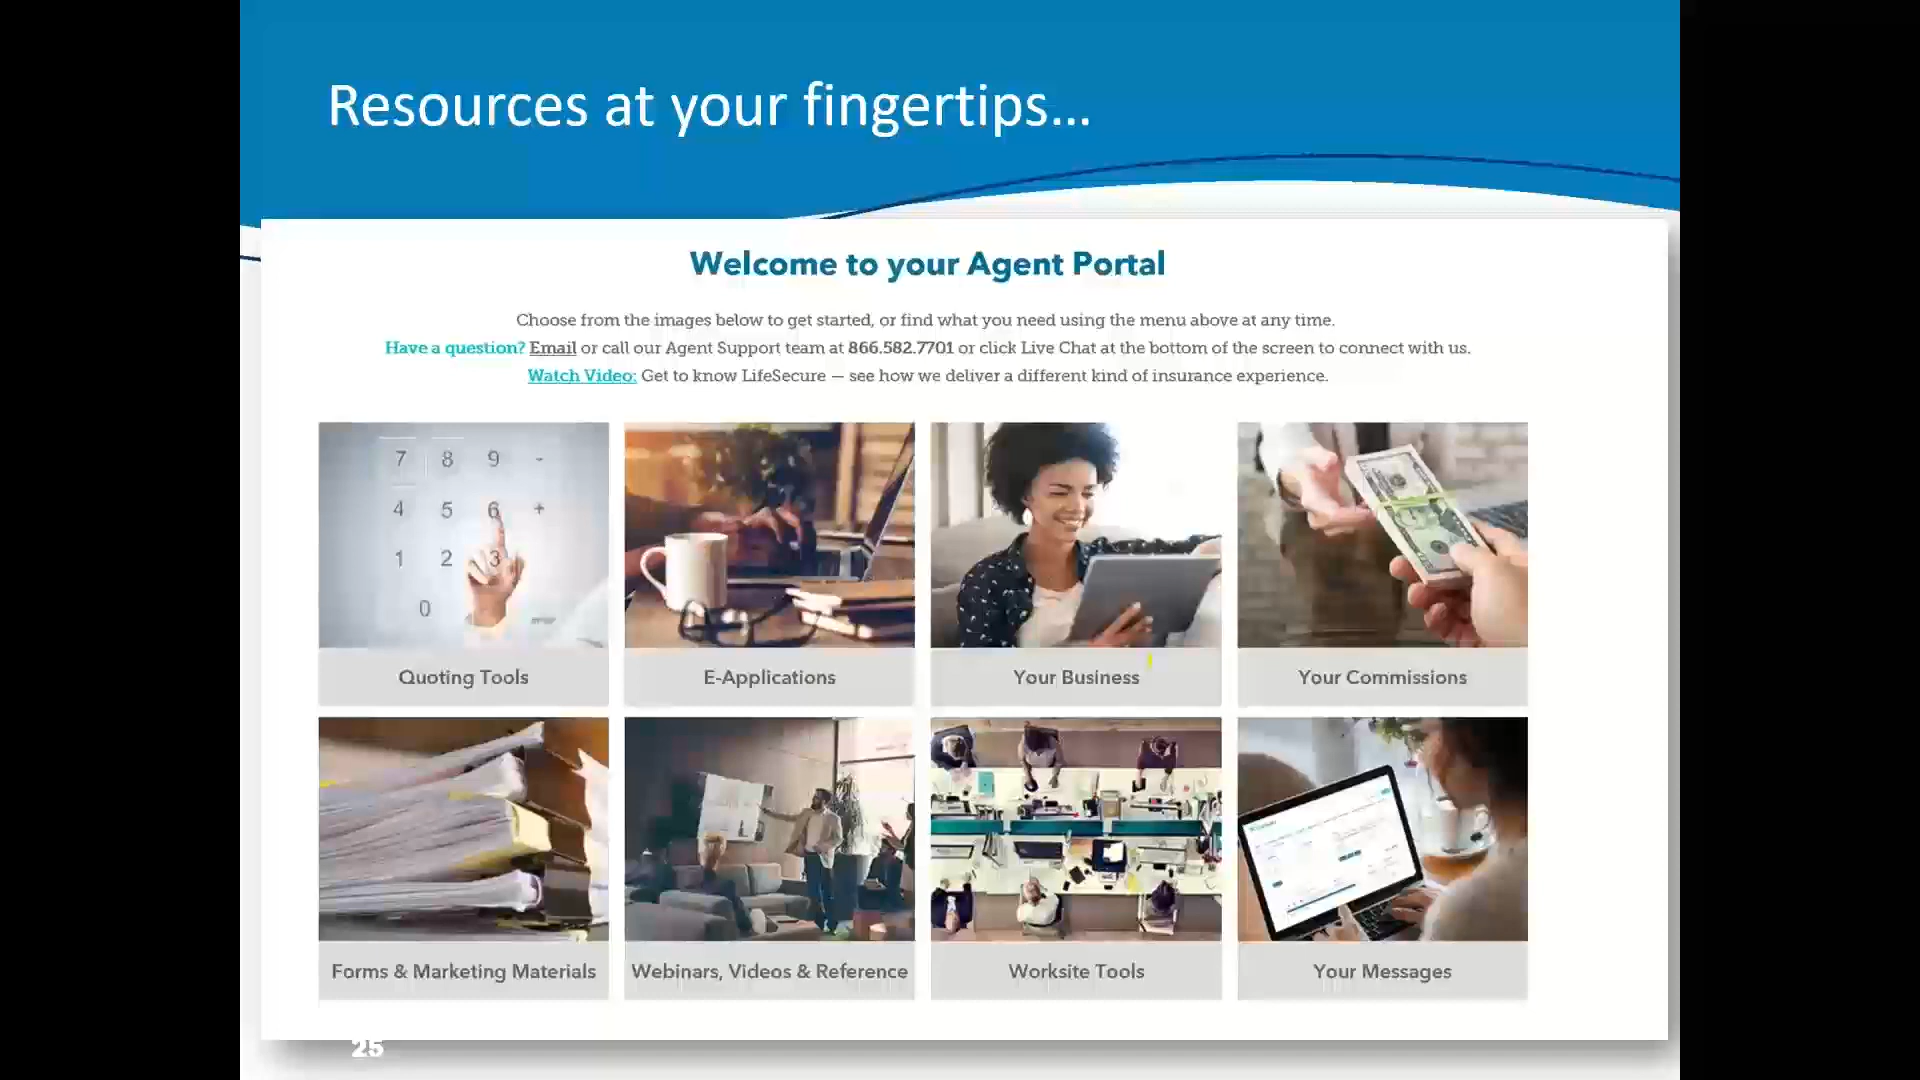 Resources at your fingertips...
Welcome to your Agent Portal
Choose from the images below to get started, or find what you need using the menu above at any time.
Have a question? Email or call our Agent Support team at 866.582.7701 or click Live Chat at the bottom of the screen to connect with us.
Watch Video: Get to know LifeSecure — see how we deliver a different kind of insurance experience.
7 8 9 -
4 5 6 +
1 2 3
0
Quoting Tools
E-Applications
Your Business
Your Commissions
Forms & Marketing Materials
Webinars, Videos & Reference
Worksite Tools
Your Messages
25